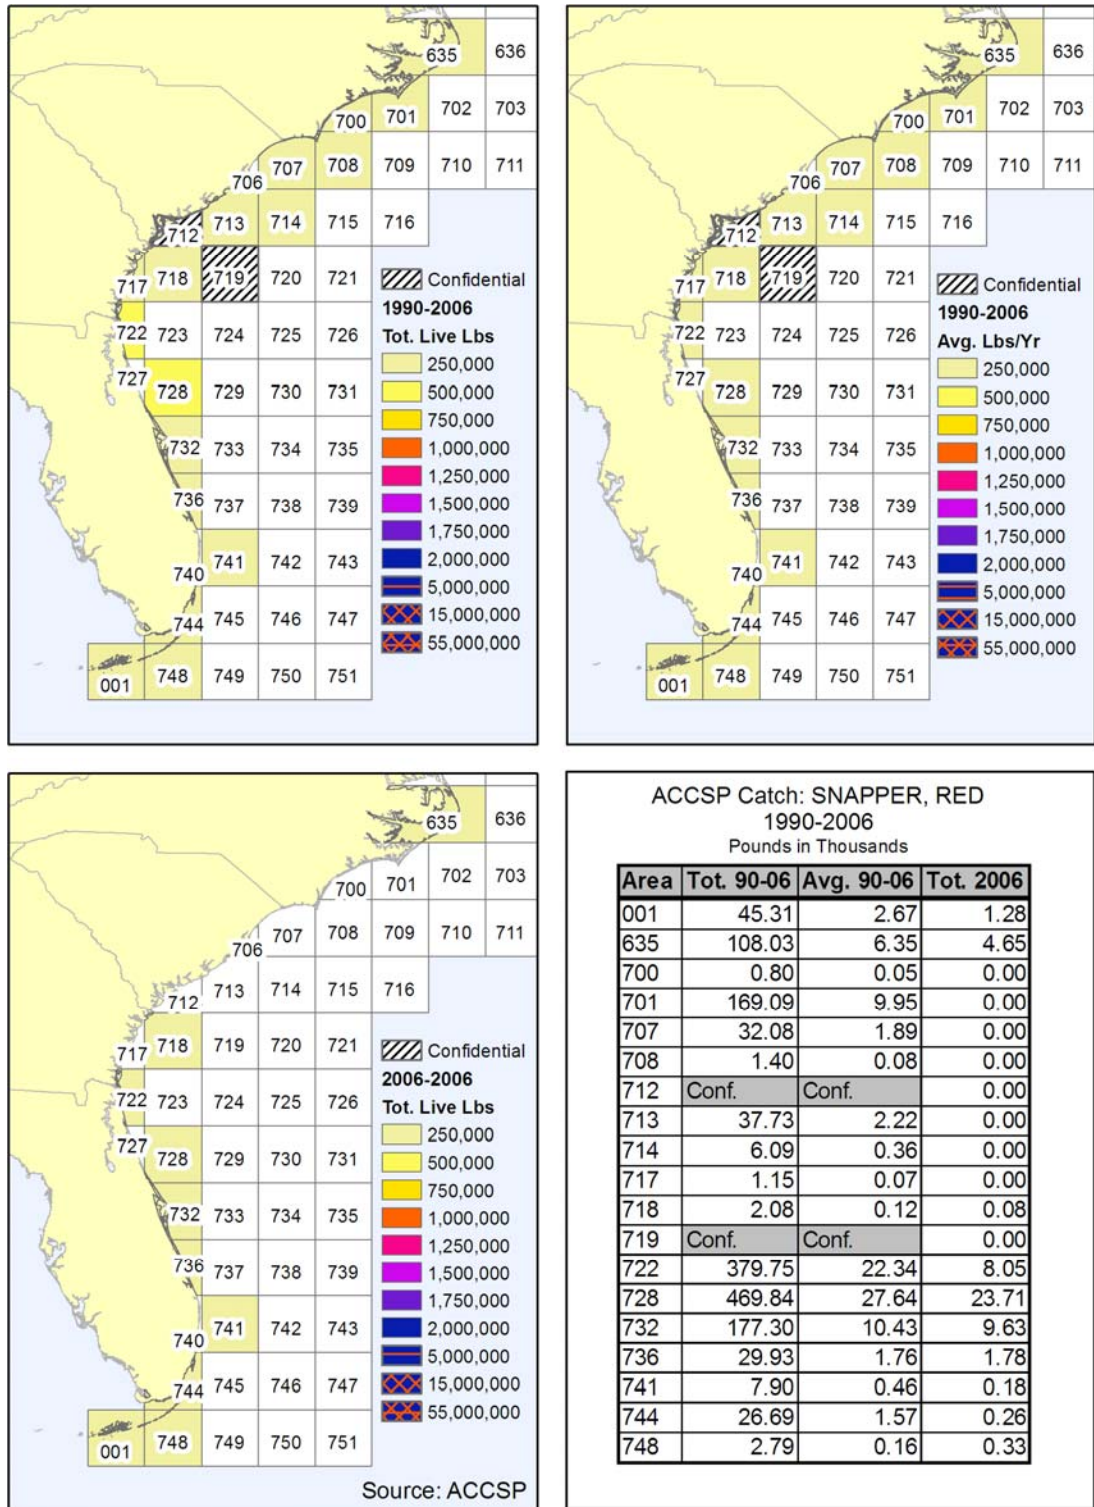 635 636
700 701 702 703
706 707 708 709 710 711
712 713 714 715 716
717 718 719 720 721
722 723 724 725 726
727 728 729 730 731
732 733 734 735
736 737 738 739
740 741 742 743
744 745 746 747
001 748 749 750 751
Confidential
1990-2006
Tot. Live Lbs
250,000
500,000
750,000
1,000,000
1,250,000
1,500,000
1,750,000
2,000,000
5,000,000
15,000,000
55,000,000
635 636
700 701 702 703
706 707 708 709 710 711
712 713 714 715 716
717 718 719 720 721
722 723 724 725 726
727 728 729 730 731
732 733 734 735
736 737 738 739
740 741 742 743
744 745 746 747
001 748 749 750 751
Confidential
1990-2006
Avg. Lbs/Yr
250,000
500,000
750,000
1,000,000
1,250,000
1,500,000
1,750,000
2,000,000
5,000,000
15,000,000
55,000,000
635 636
700 701 702 703
706 707 708 709 710 711
712 713 714 715 716
717 718 719 720 721
722 723 724 725 726
727 728 729 730 731
732 733 734 735
736 737 738 739
740 741 742 743
744 745 746 747
001 748 749 750 751
Confidential
2006-2006
Tot. Live Lbs
250,000
500,000
750,000
1,000,000
1,250,000
1,500,000
1,750,000
2,000,000
5,000,000
15,000,000
55,000,000
Source: ACCSP
ACCSP Catch: SNAPPER, RED
1990-2006
Pounds in Thousands
Area Tot. 90-06 Avg. 90-06 Tot. 2006
001 45.31 2.67 1.28
635 108.03 6.35 4.65
700 0.80 0.05 0.00
701 169.09 9.95 0.00
707 32.08 1.89 0.00
708 1.40 0.08 0.00
712 Conf. Conf. 0.00
713 37.73 2.22 0.00
714 6.09 0.36 0.00
717 1.15 0.07 0.00
718 2.08 0.12 0.08
719 Conf. Conf. 0.00
722 379.75 22.34 8.05
728 469.84 27.64 23.71
732 177.30 10.43 9.63
736 29.93 1.76 1.78
741 7.90 0.46 0.18
744 26.69 1.57 0.26
748 2.79 0.16 0.33